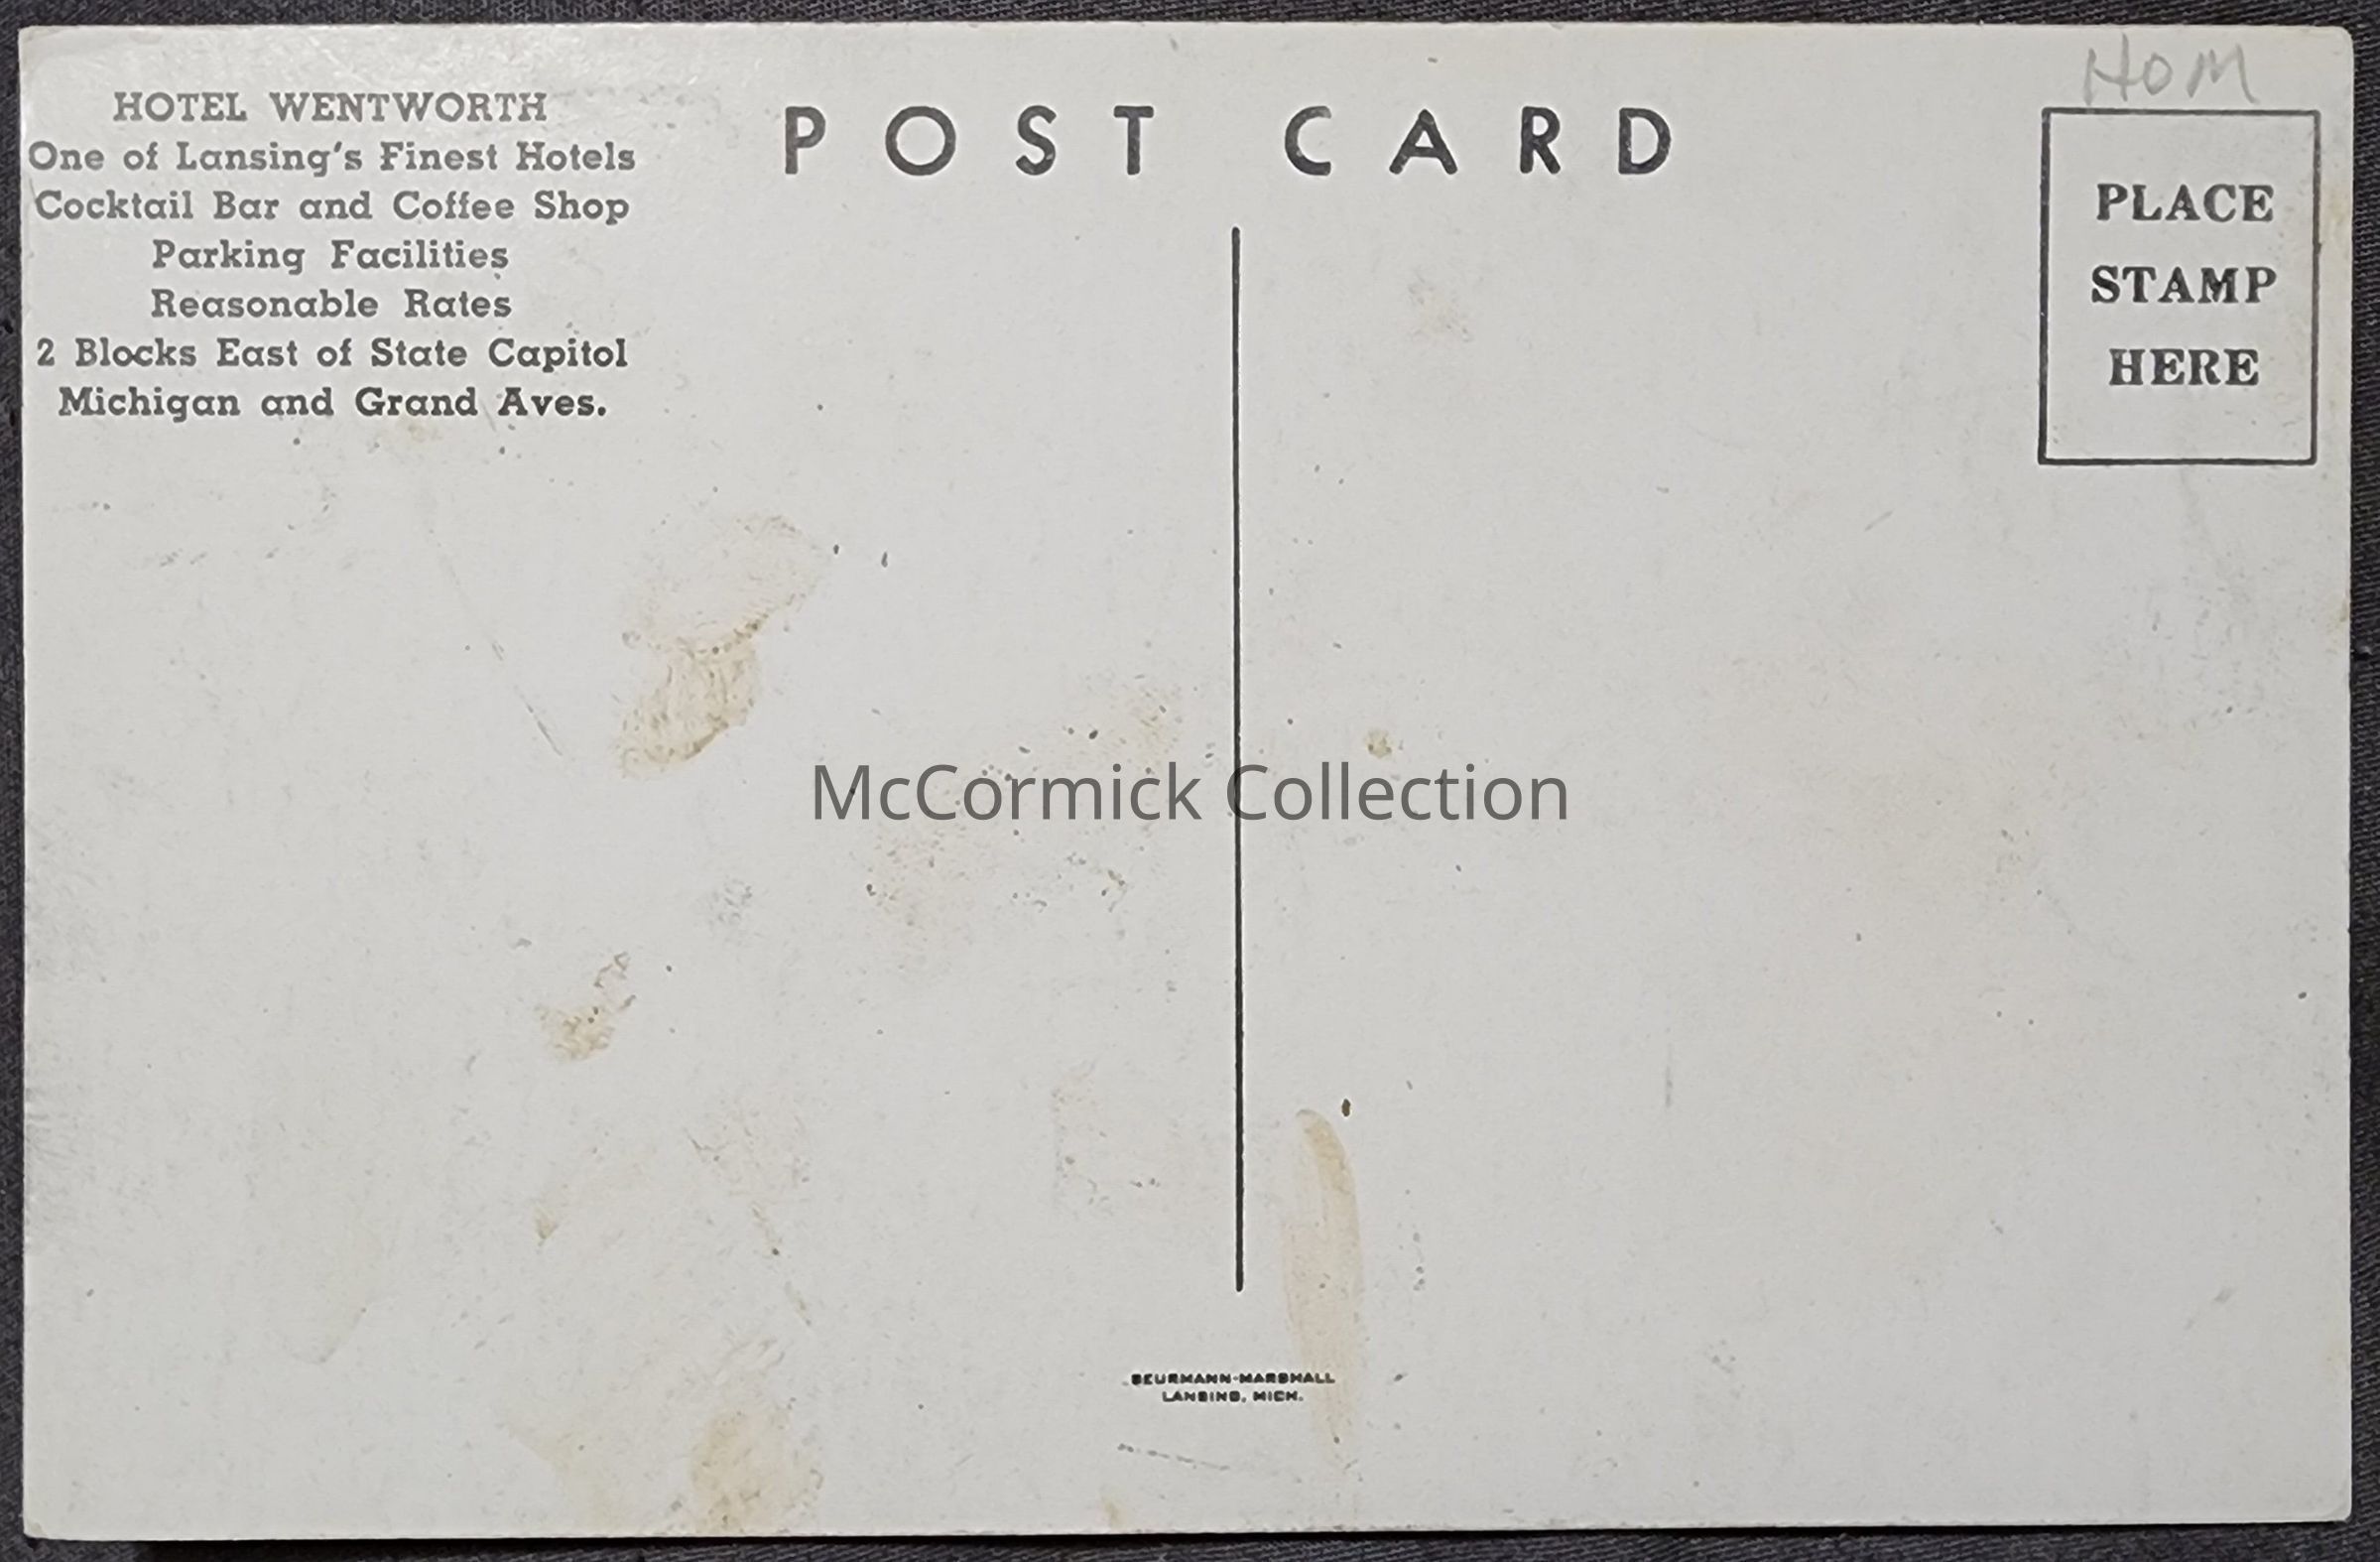 HOM
HOTEL WENTWORTH
One of Lansing's Finest Hotels
Cocktail Bar and Coffee Shop
Parking Facilities
Reasonable Rates
2 Blocks East of State Capitol
Michigan and Grand Aves.
POST CARD
PLACE
STAMP
HERE
McCormick Collection
BEURMANN-MARSHALL
LANSING, MICH.